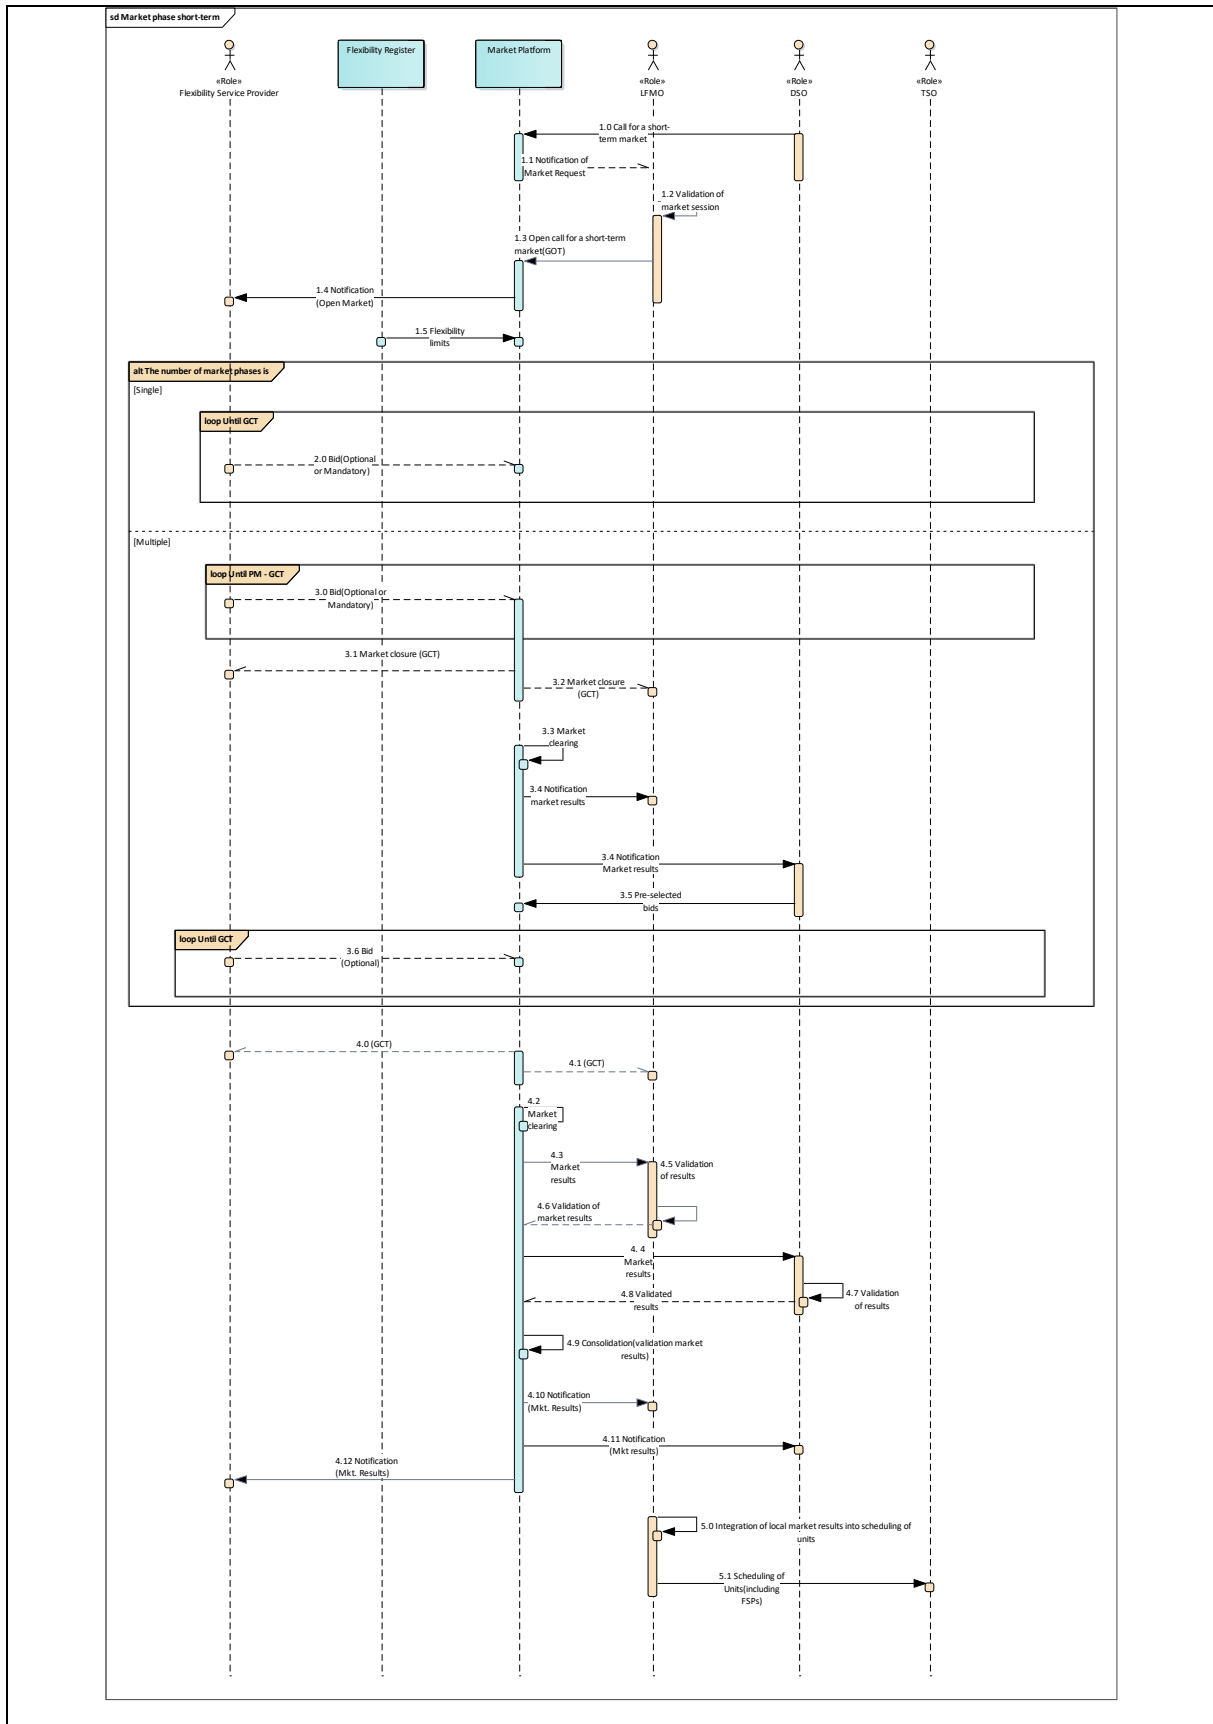 sd Market phase short-term
«Role»
Flexibility Service Provider
Flexibility Register
Market Platform
«Role»
LFMO
«Role»
DSO
«Role»
TSO
1.0 Call for a short-
term market
1.1 Notification of
Market Request
1.2 Validation of
market session
1.3 Open call for a short-term
market(GOT)
1.4 Notification
(Open Market)
1.5 Flexibility
limits
alt The number of market phases is
[Single]
loop Until GCT
2.0 Bid(Optional
or Mandatory)
[Multiple]
loop Until PM - GCT
3.0 Bid(Optional or
Mandatory)
3.1 Market closure (GCT)
3.2 Market closure
(GCT)
3.3 Market
clearing
3.4 Notification
market results
3.4 Notification
Market results
3.5 Pre-selected
bids
loop Until GCT
3.6 Bid
(Optional)
4.0 (GCT)
4.1 (GCT)
4.2
Market
clearing
4.3
Market
results
4.5 Validation
of results
4.6 Validation of
market results
4. 4
Market
results
4.7 Validation
of results
4.8 Validated
results
4.9 Consolidation(validation market
results)
4.10 Notification
(Mkt. Results)
4.11 Notification
(Mkt results)
4.12 Notification
(Mkt. Results)
5.0 Integration of local market results into scheduling of
units
5.1 Scheduling of
Units(including
FSPs)